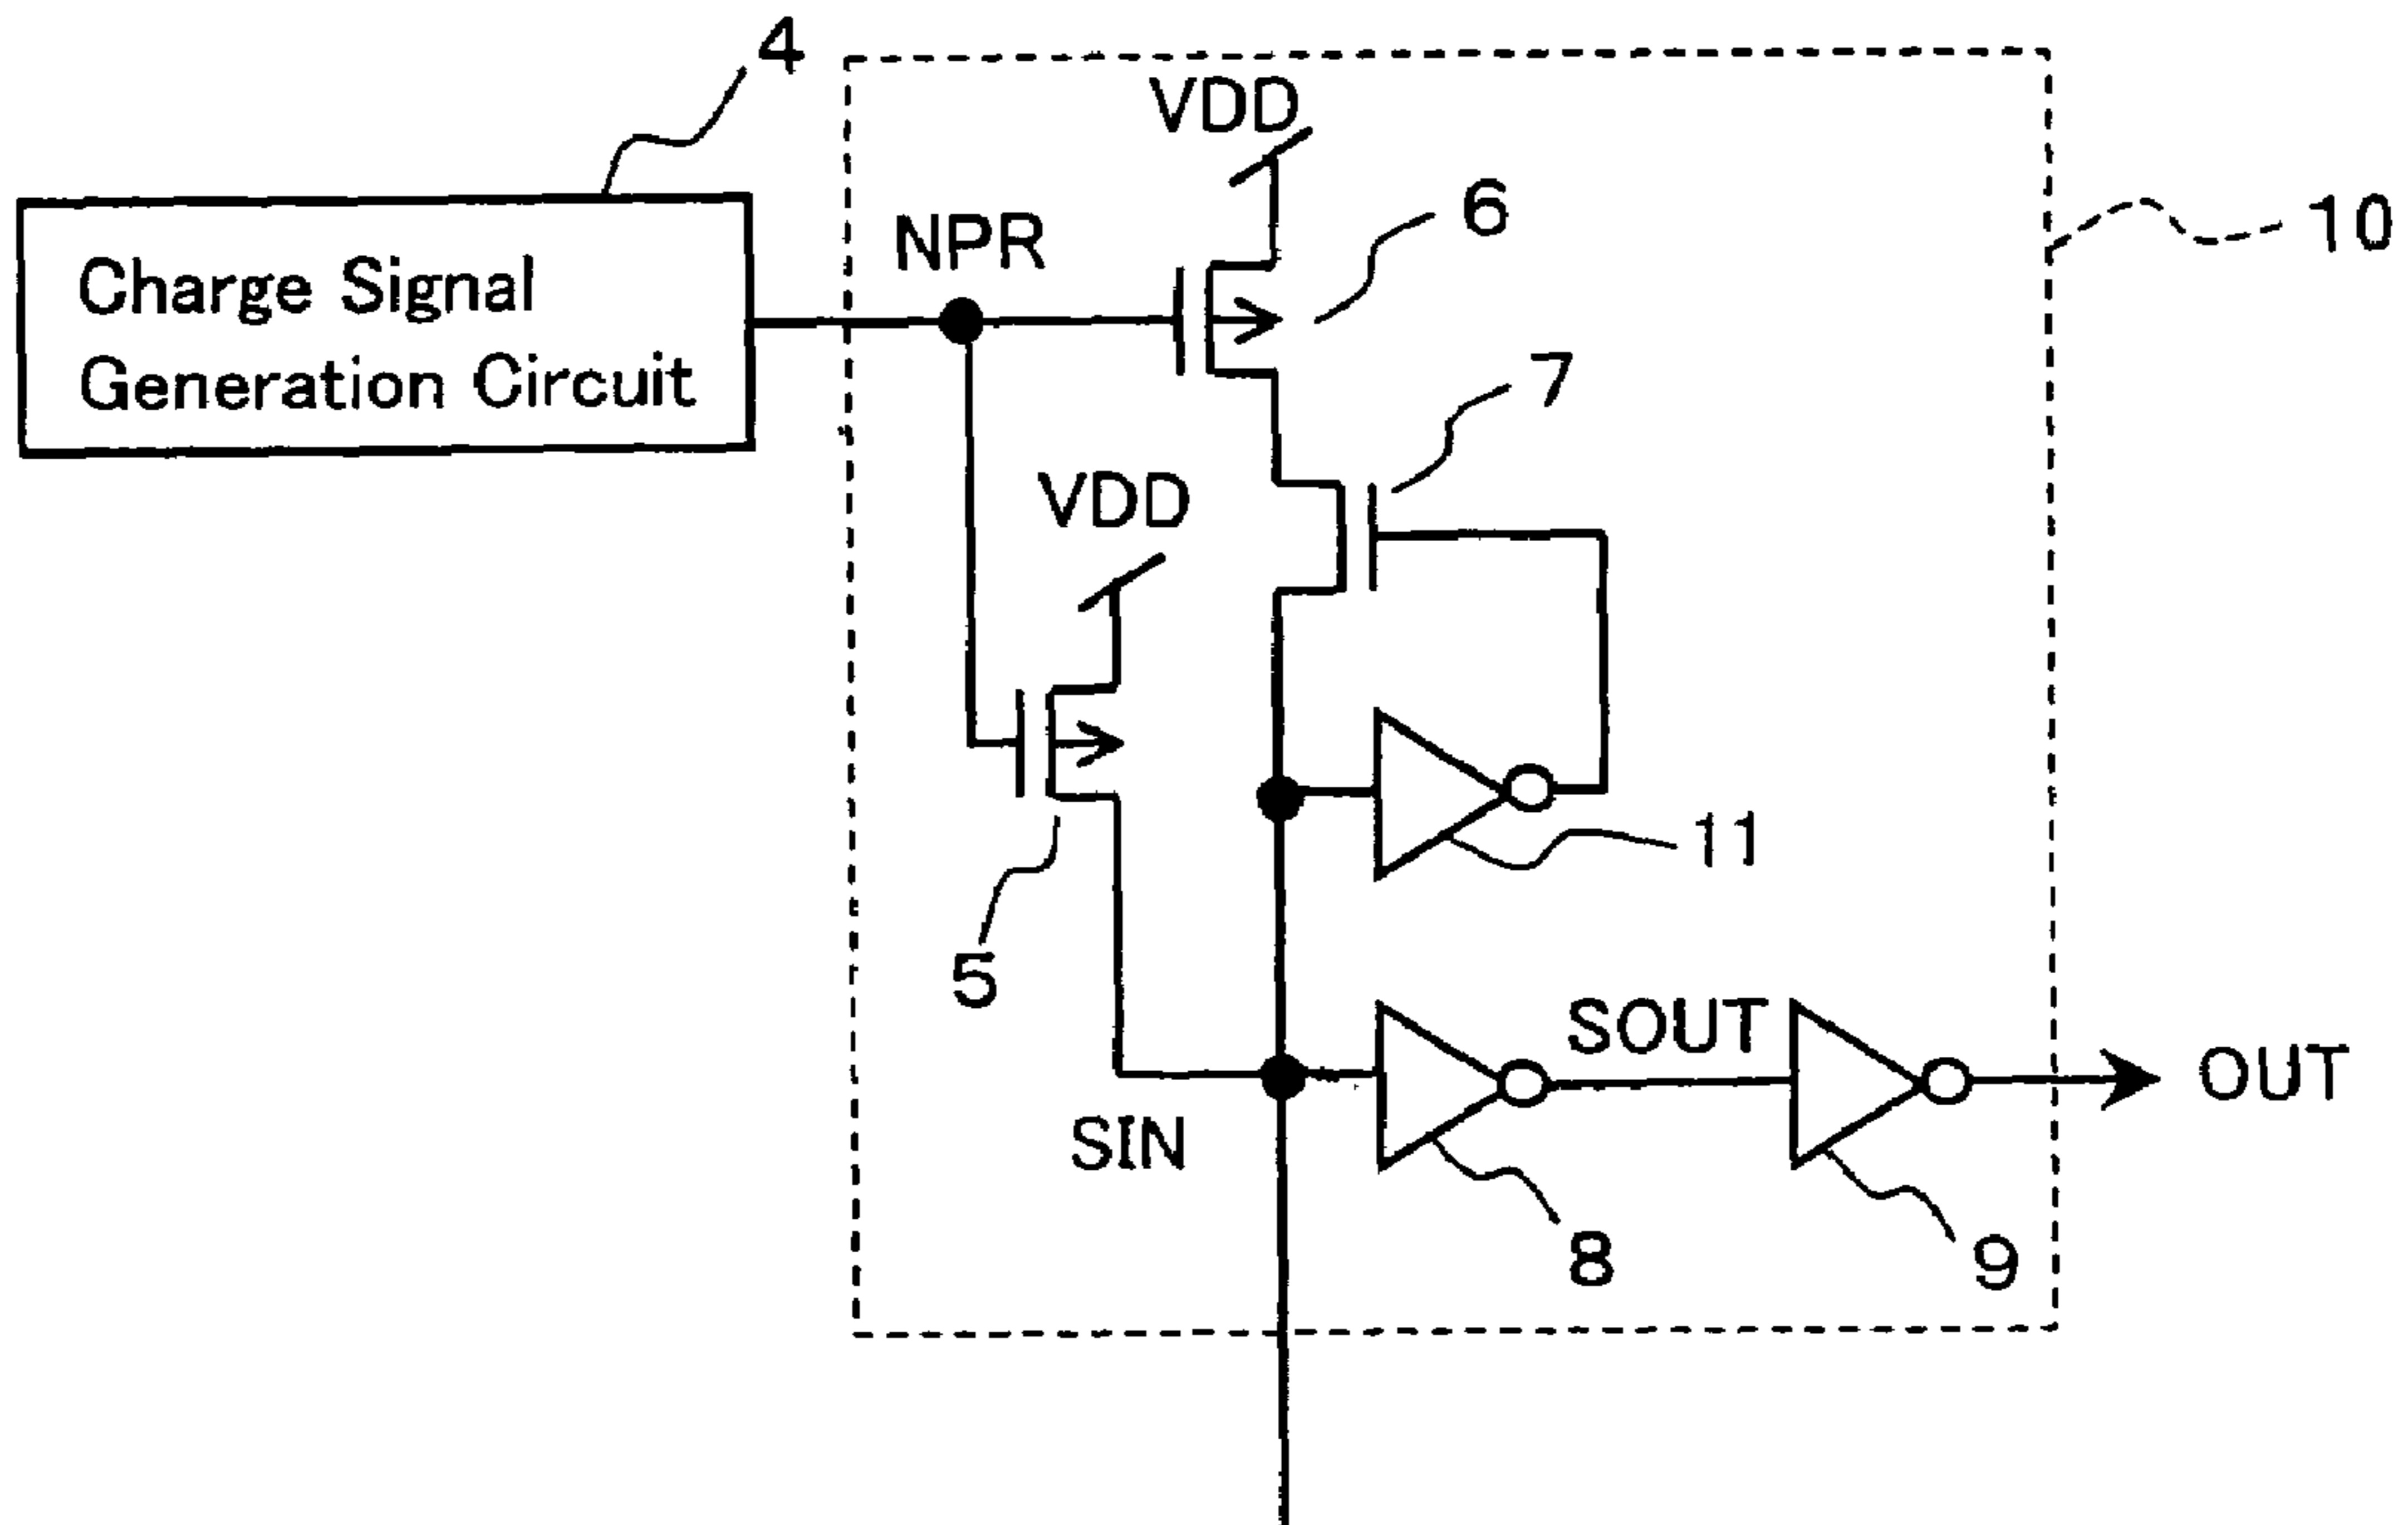 4
VDD
6
10
NPR
Charge Signal
Generation Circuit
7
VDD
11
5
SOUT
OUT
SIN
8
9